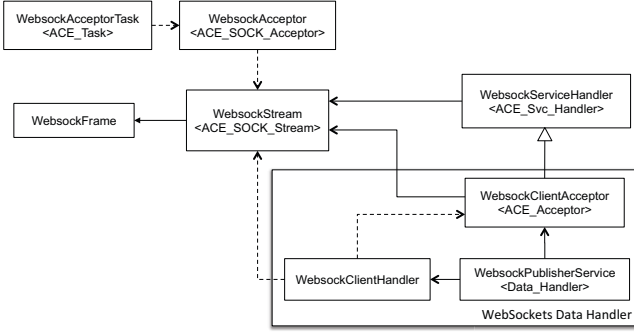 WebsockAcceptorTask
<ACE_Task>
WebsockAcceptor
<ACE_SOCK_Acceptor>
WebsockFrame
WebsockStream
<ACE_SOCK_Stream>
WebsockServiceHandler
<ACE_Svc_Handler>
WebsockClientAcceptor
<ACE_Acceptor>
WebsockClientHandler
WebsockPublisherService
<Data_Handler>
WebSockets Data Handler